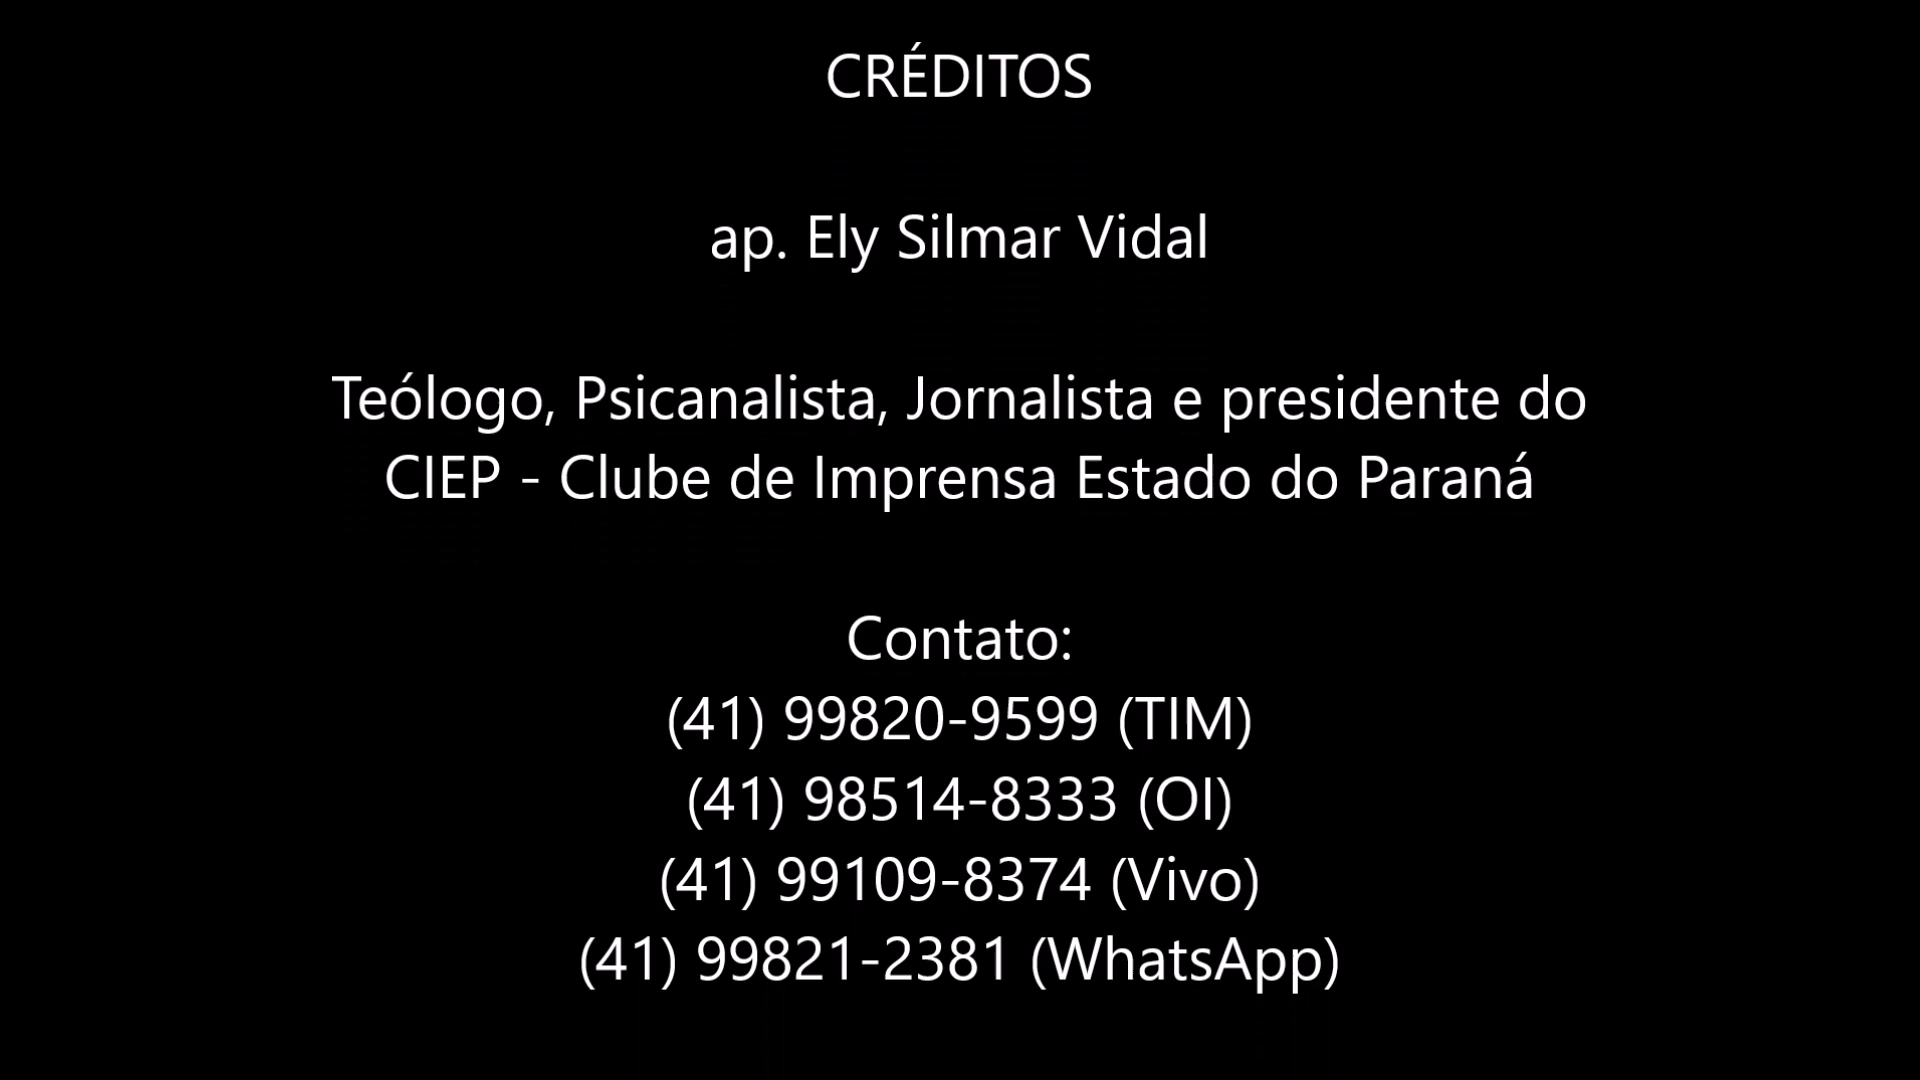 CRÉDITOS
ap. Ely Silmar Vidal
Teólogo, Psicanalista, Jornalista e presidente do
CIEP - Clube de Imprensa Estado do Paraná
Contato:
(41) 99820-9599 (TIM)
(41) 98514-8333 (OI)
(41) 99109-8374 (Vivo)
(41) 99821-2381 (WhatsApp)